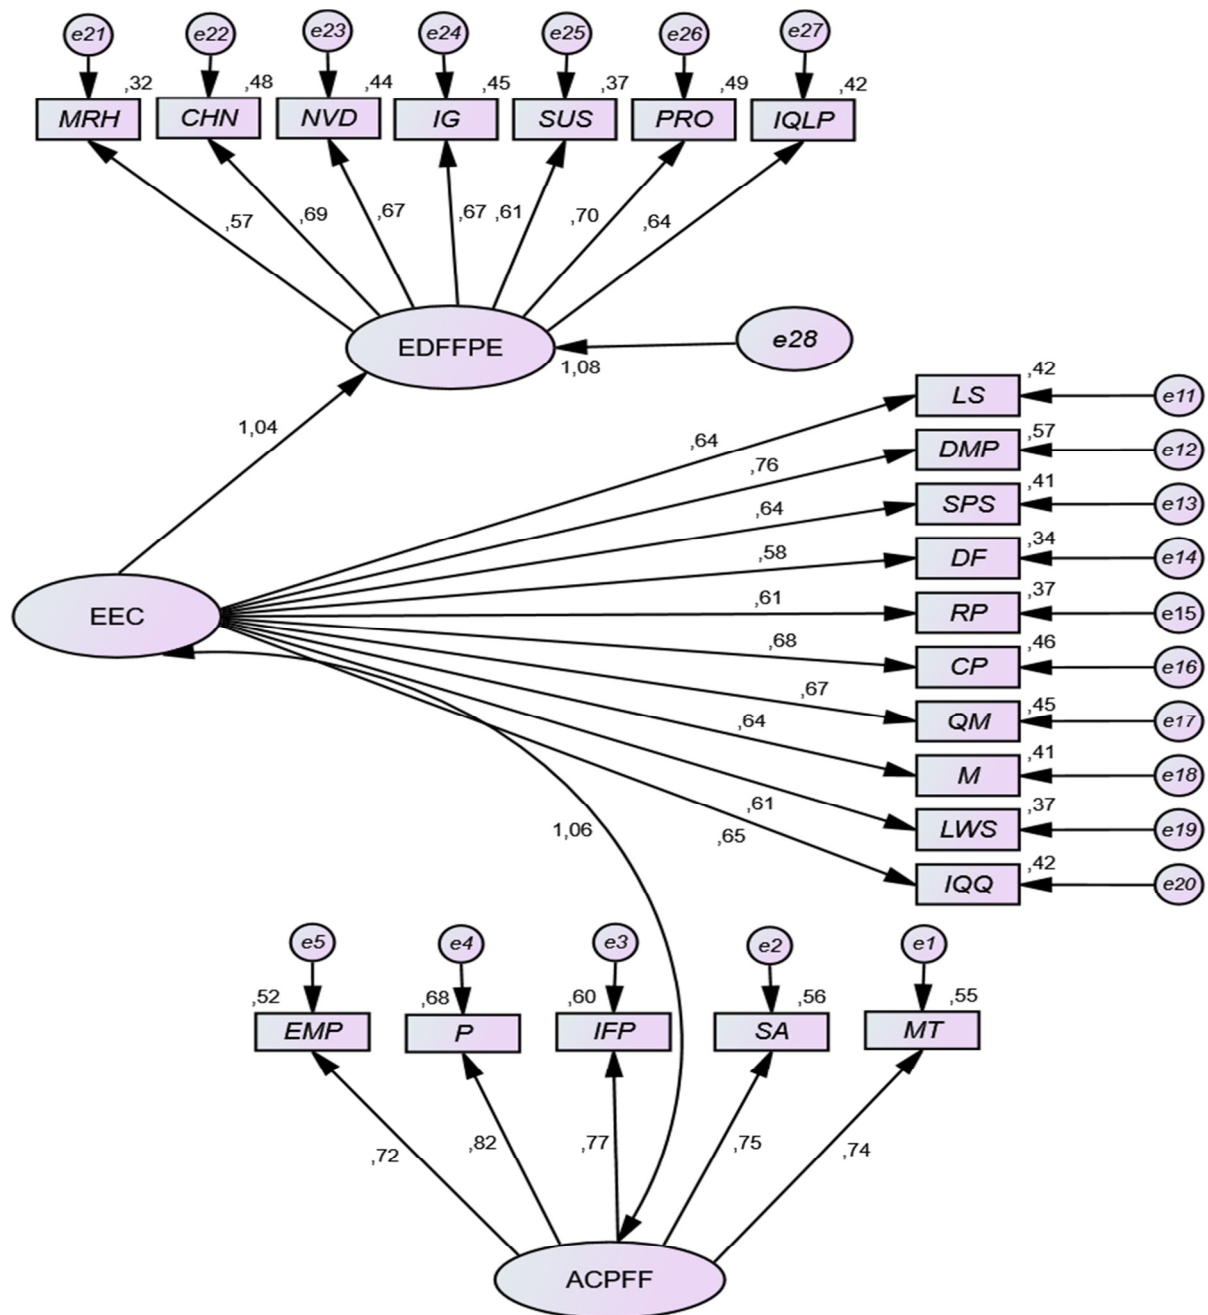 e21 e22 e23 e24 e25 e26 e27
,32 ,48 ,44 ,45 ,37 ,49 ,42
MRH CHN NVD IG SUS PRO IQLP
,57 ,69 ,67 ,67 ,61 ,70 ,64
EDFFPE
e28
1,08
1,04
EEC
,42
LS
e11
,64
,57
DMP
e12
,76
,41
SPS
e13
,64
,34
DF
e14
,58
,37
RP
e15
,61
,46
CP
e16
,68
,45
QM
e17
,67
,41
M
e18
,64
,37
LWS
e19
,61
,42
IQQ
e20
,65
1,06
e5 e4 e3 e2 e1
,52 ,68 ,60 ,56 ,55
EMP P IFP SA MT
,72 ,82 ,77 ,75 ,74
ACPFF